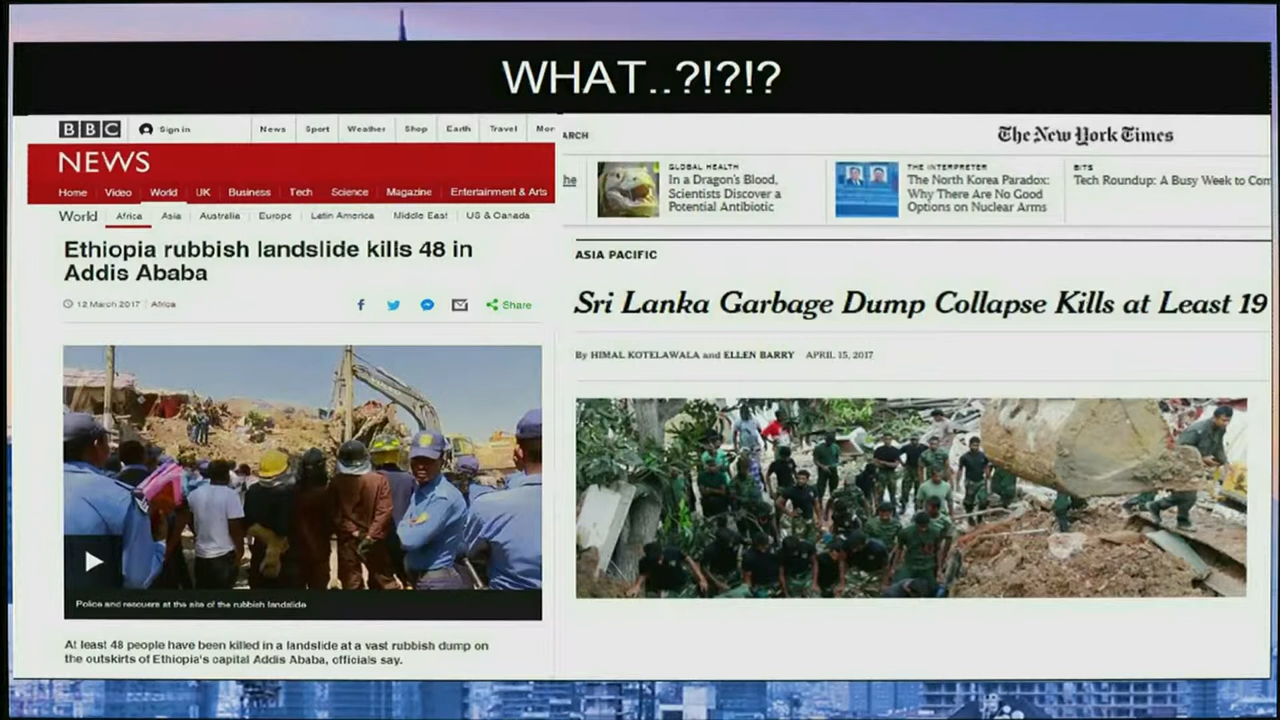 WHAT..?!?!?
BBC Sign in News Sport Weather Shop Earth Travel Mor
NEWS
Home Video World UK Business Tech Science Magazine Entertainment & Arts
World Africa Asia Australia Europe Latin America Middle East US & Canada
Ethiopia rubbish landslide kills 48 in
Addis Ababa
12 March 2017 Africa
Share
Police and rescuers at the site of the rubbish landslide
At least 48 people have been killed in a landslide at a vast rubbish dump on
the outskirts of Ethiopia's capital Addis Ababa, officials say.
ARCH
The New York Times
he
GLOBAL HEALTH
In a Dragon's Blood,
Scientists Discover a
Potential Antibiotic
THE INTERPRETER
The North Korea Paradox:
Why There Are No Good
Options on Nuclear Arms
BITS
Tech Roundup: A Busy Week to Com
ASIA PACIFIC
Sri Lanka Garbage Dump Collapse Kills at Least 19
By HIMAL KOTELAWALA and ELLEN BARRY APRIL 15, 2017